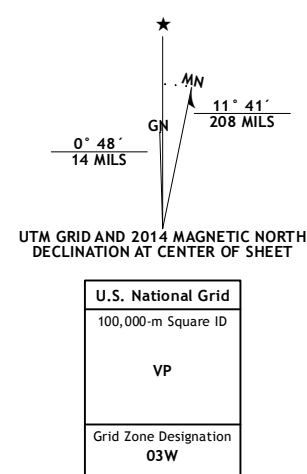 ★
MN
GN
11° 41´
208 MILS
0° 48´
14 MILS
UTM GRID AND 2014 MAGNETIC NORTH
DECLINATION AT CENTER OF SHEET
U.S. National Grid
100,000-m Square ID
VP
Grid Zone Designation
03W